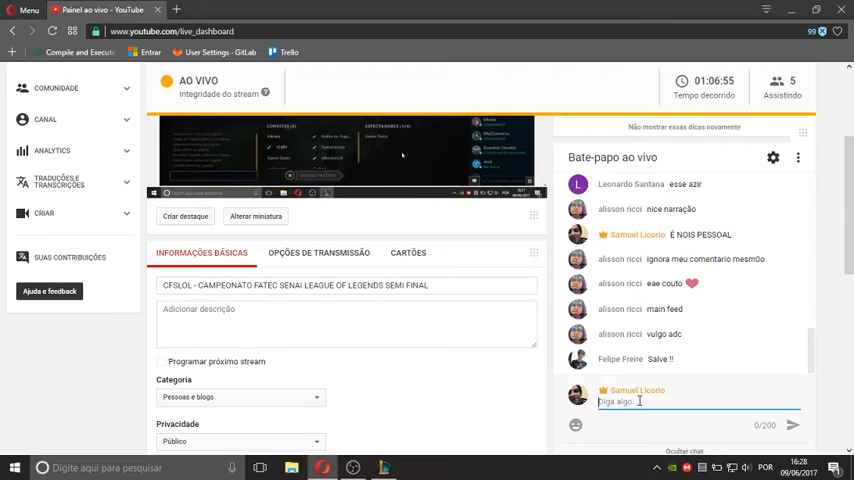 Menu
Painel ao vivo - YouTube
www.youtube.com/live_dashboard
99
Compile and Execute
Entrar
User Settings - GitLab
Trello
COMUNIDADE
CANAL
ANALYTICS
TRADUÇÕES E
TRANSCRIÇÕES
CRIAR
SUAS CONTRIBUIÇÕES
Ajuda e feedback
AO VIVO
Integridade do stream
01:06:55
Tempo decorrido
5
Assistindo
Criar destaque
Alterar miniatura
INFORMAÇÕES BÁSICAS
OPÇÕES DE TRANSMISSÃO
CARTÕES
CFSLOL - CAMPEONATO FATEC SENAI LEAGUE OF LEGENDS SEMI FINAL
Adicionar descrição
Programar próximo stream
Categoria
Pessoas e blogs
Privacidade
Público
Não mostrar essas dicas novamente
Bate-papo ao vivo
L Leonardo Santana esse azir
alisson ricci nice narração
Samuel Licorio É NOIS PESSOAL
alisson ricci ignora meu comentario mesm0o
alisson ricci eae couto
alisson ricci main feed
alisson ricci vulgo adc
Felipe Freire Salve !!
Samuel Licorio
Diga algo...
0/200
Ocultar chat
Digite aqui para pesquisar
POR
16:28
09/06/2017